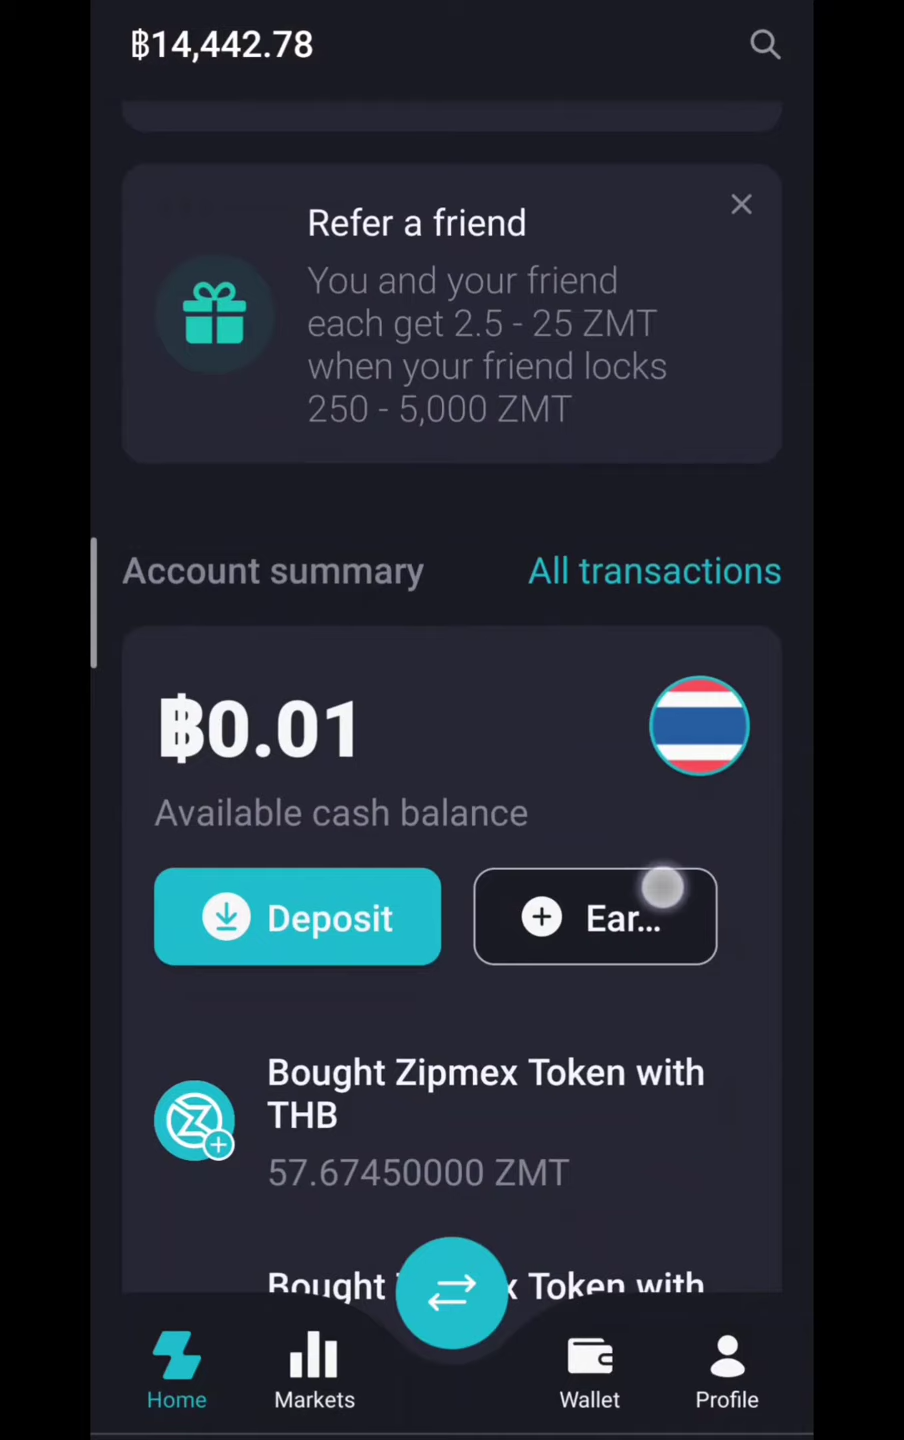 ฿14,442.78
Refer a friend
You and your friend
each get 2.5 - 25 ZMT
when your friend locks
250 - 5,000 ZMT
Account summary
All transactions
฿0.01
Available cash balance
Deposit
Ear...
Bought Zipmex Token with
THB
57.67450000 ZMT
Bought x Token with
Home
Markets
Wallet
Profile